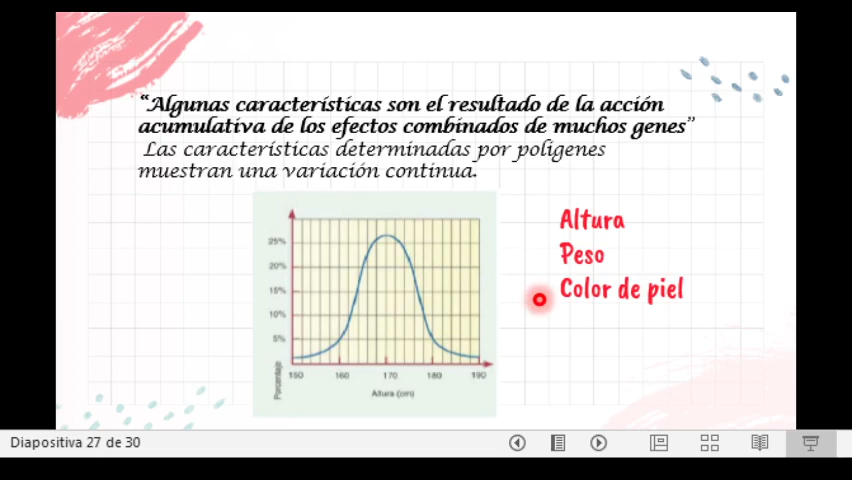 “Algunas características son el resultado de la acción
acumulativa de los efectos combinados de muchos genes”
Las características determinadas por polígenes
muestran una variación continua.
Altura
Peso
Color de piel
25%
20%
15%
10%
5%
Porcentaje
150 160 170 180 190
Altura (cm)
Diapositiva 27 de 30